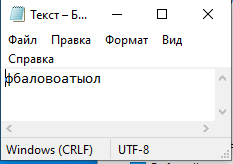 Текст – Б...
Файл Правка Формат Вид
Справка
фбаловоатыол
Windows (CRLF) UTF-8